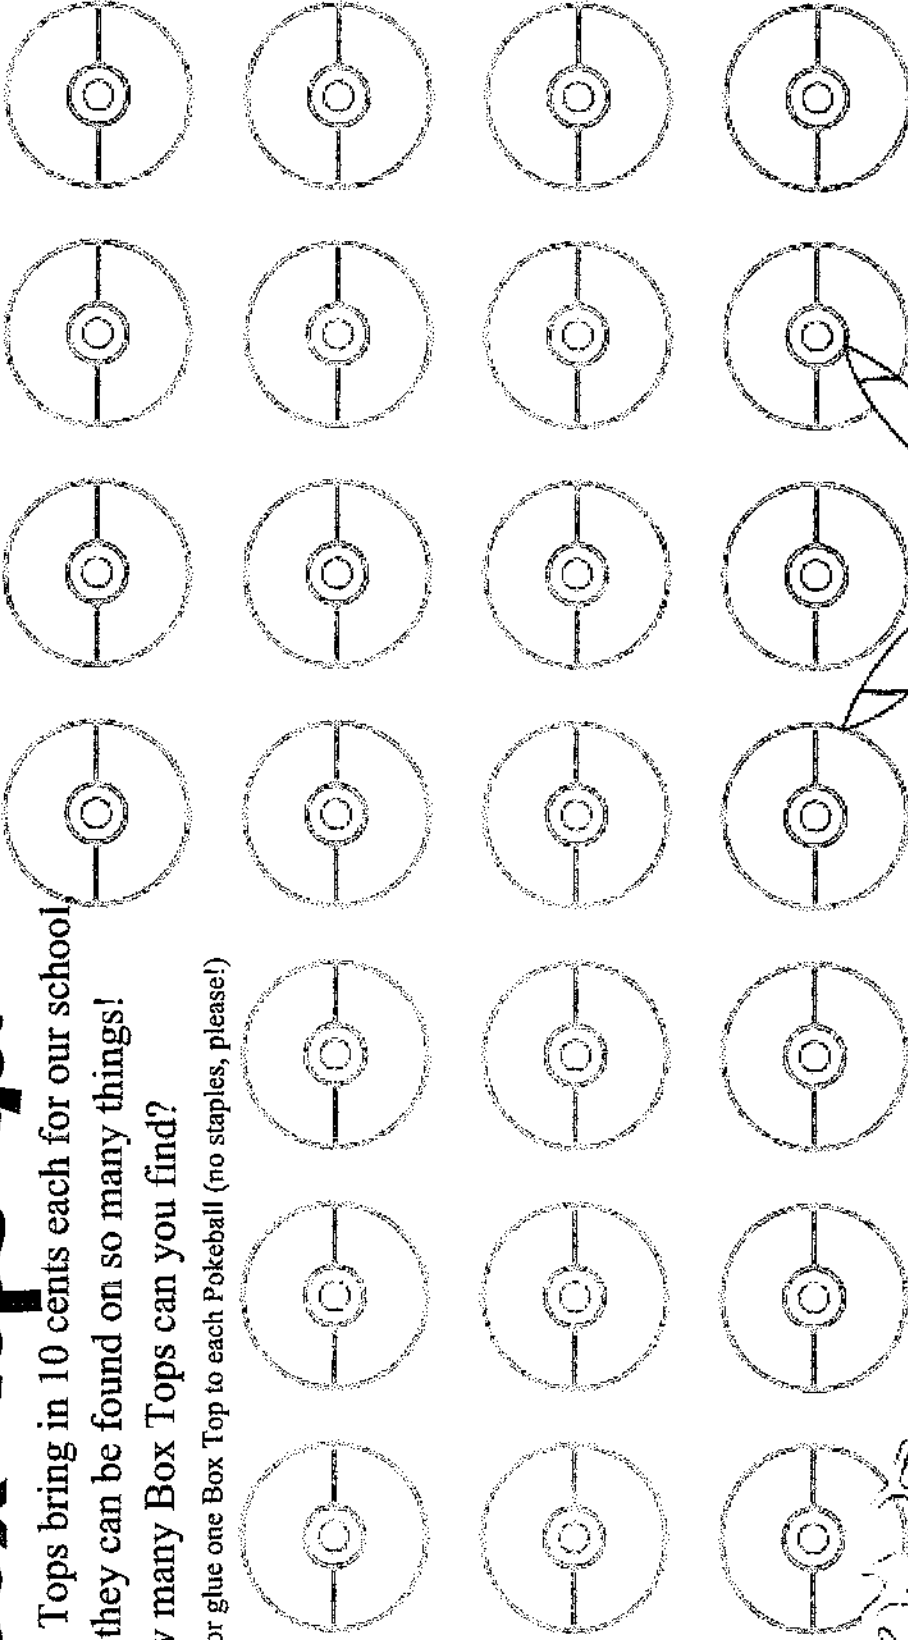 Tops bring in 10 cents each for our school,
they can be found on so many things!
many Box Tops can you find?
or glue one Box Top to each Pokeball (no staples, please!)